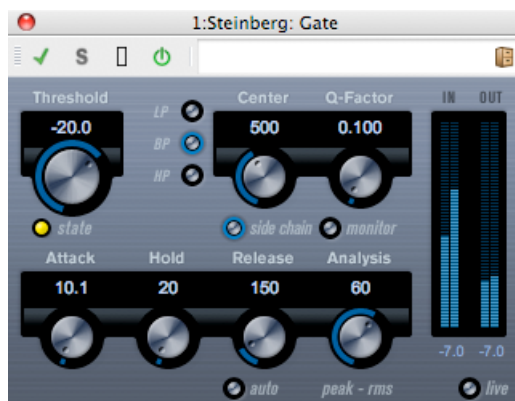 1:Steinberg: Gate
S
Threshold
LP
Center
Q-Factor
IN
OUT
-20.0
BP
500
0.100
HP
state
side chain
monitor
Attack
Hold
Release
Analysis
10.1
20
150
60
-7.0
-7.0
auto
peak - rms
live